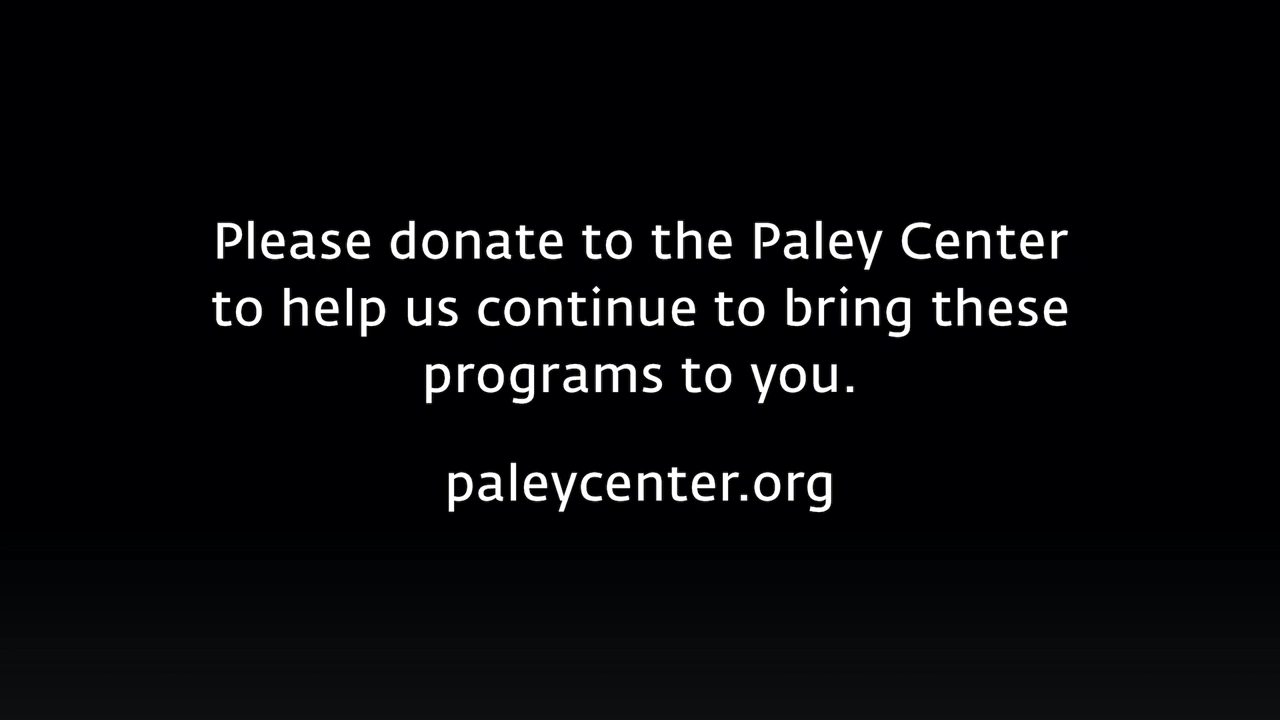 Please donate to the Paley Center
to help us continue to bring these
programs to you.
paleycenter.org